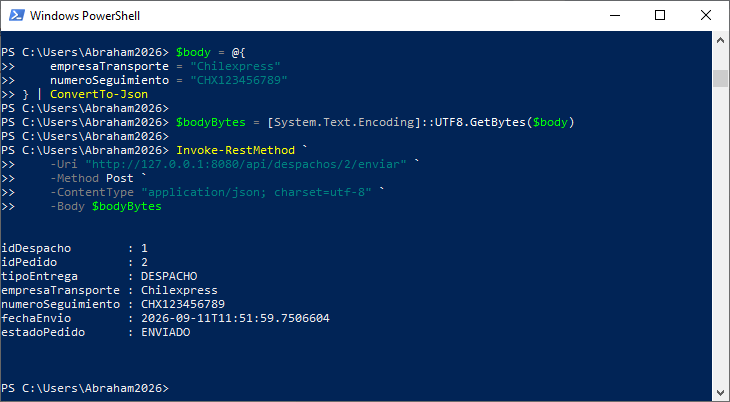 Windows PowerShell
PS C:\Users\Abraham2026> $body = @{
>>     empresaTransporte = "Chilexpress"
>>     numeroSeguimiento = "CHX123456789"
>> } | ConvertTo-Json
PS C:\Users\Abraham2026>
PS C:\Users\Abraham2026> $bodyBytes = [System.Text.Encoding]::UTF8.GetBytes($body)
PS C:\Users\Abraham2026>
PS C:\Users\Abraham2026> Invoke-RestMethod `
>>     -Uri "http://127.0.0.1:8080/api/despachos/2/enviar" `
>>     -Method Post `
>>     -ContentType "application/json; charset=utf-8" `
>>     -Body $bodyBytes
idDespacho        : 1
idPedido          : 2
tipoEntrega       : DESPACHO
empresaTransporte : Chilexpress
numeroSeguimiento : CHX123456789
fechaEnvio        : 2026-09-11T11:51:59.7506604
estadoPedido      : ENVIADO
PS C:\Users\Abraham2026>